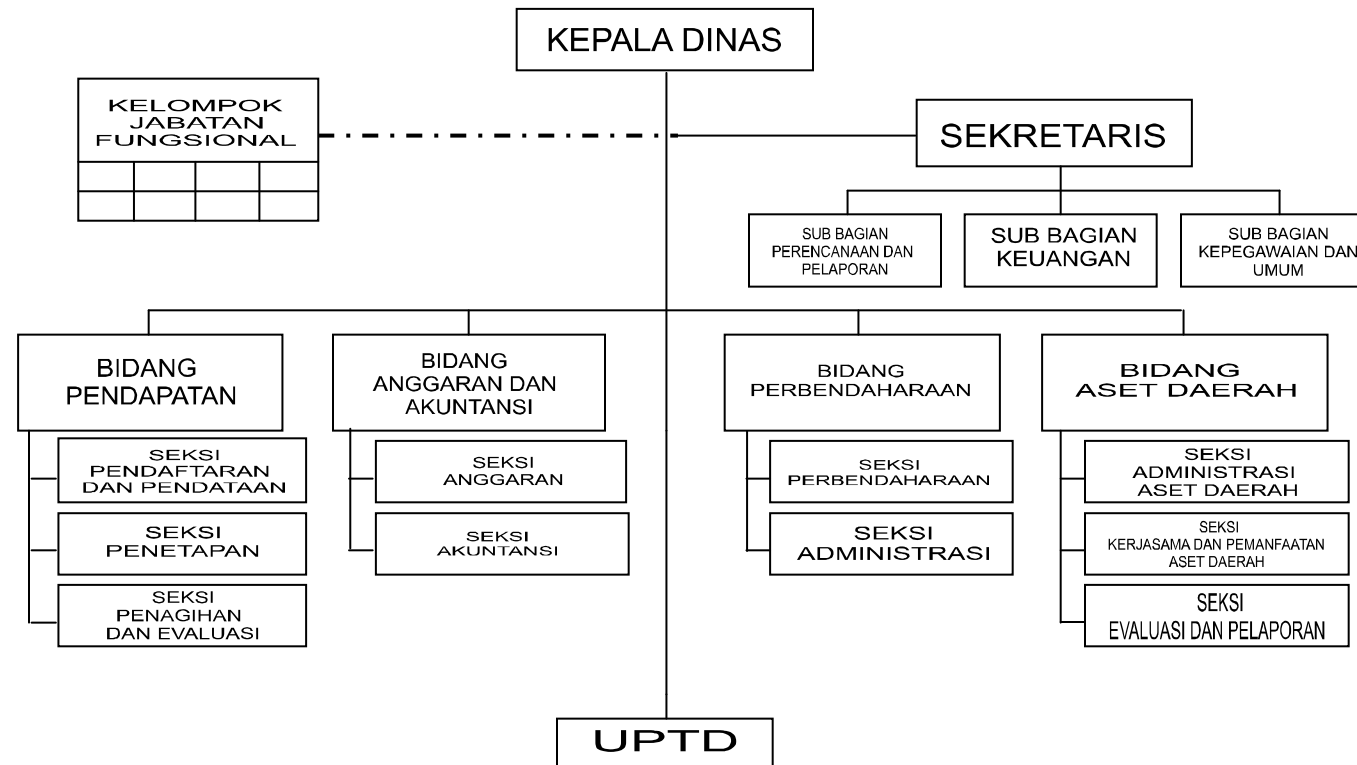 KEPALA DINAS
KELOMPOK
JABATAN
FUNGSIONAL
SEKRETARIS
SUB BAGIAN
PERENCANAAN DAN
PELAPORAN
SUB BAGIAN
KEUANGAN
SUB BAGIAN
KEPEGAWAIAN DAN
UMUM
BIDANG
PENDAPATAN
BIDANG
ANGGARAN DAN
AKUNTANSI
BIDANG
PERBENDAHARAAN
BIDANG
ASET DAERAH
SEKSI
PENDAFTARAN
DAN PENDATAAN
SEKSI
PENETAPAN
SEKSI
PENAGIHAN
DAN EVALUASI
SEKSI
ANGGARAN
SEKSI
AKUNTANSI
SEKSI
PERBENDAHARAAN
SEKSI
ADMINISTRASI
SEKSI
ADMINISTRASI
ASET DAERAH
SEKSI
KERJASAMA DAN PEMANFAATAN
ASET DAERAH
SEKSI
EVALUASI DAN PELAPORAN
UPTD